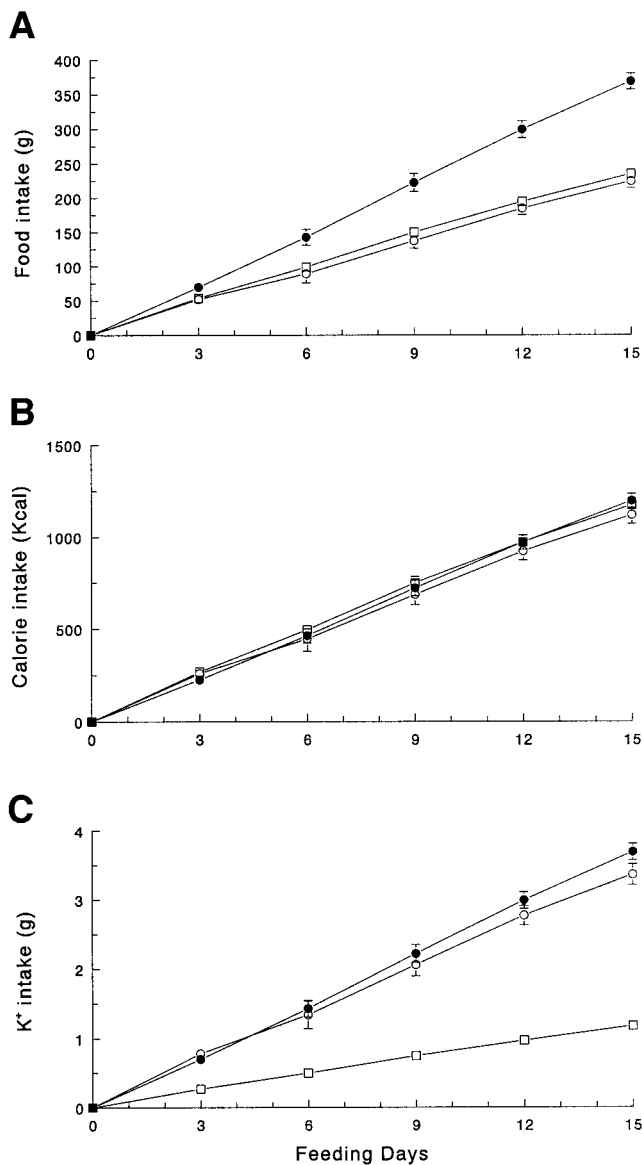 A
400
350
300
250
200
150
100
50
0
Food intake (g)
0 3 6 9 12 15
B
1500
1000
500
0
Calorie intake (Kcal)
0 3 6 9 12 15
C
4
3
2
1
0
K⁺ intake (g)
0 3 6 9 12 15
Feeding Days